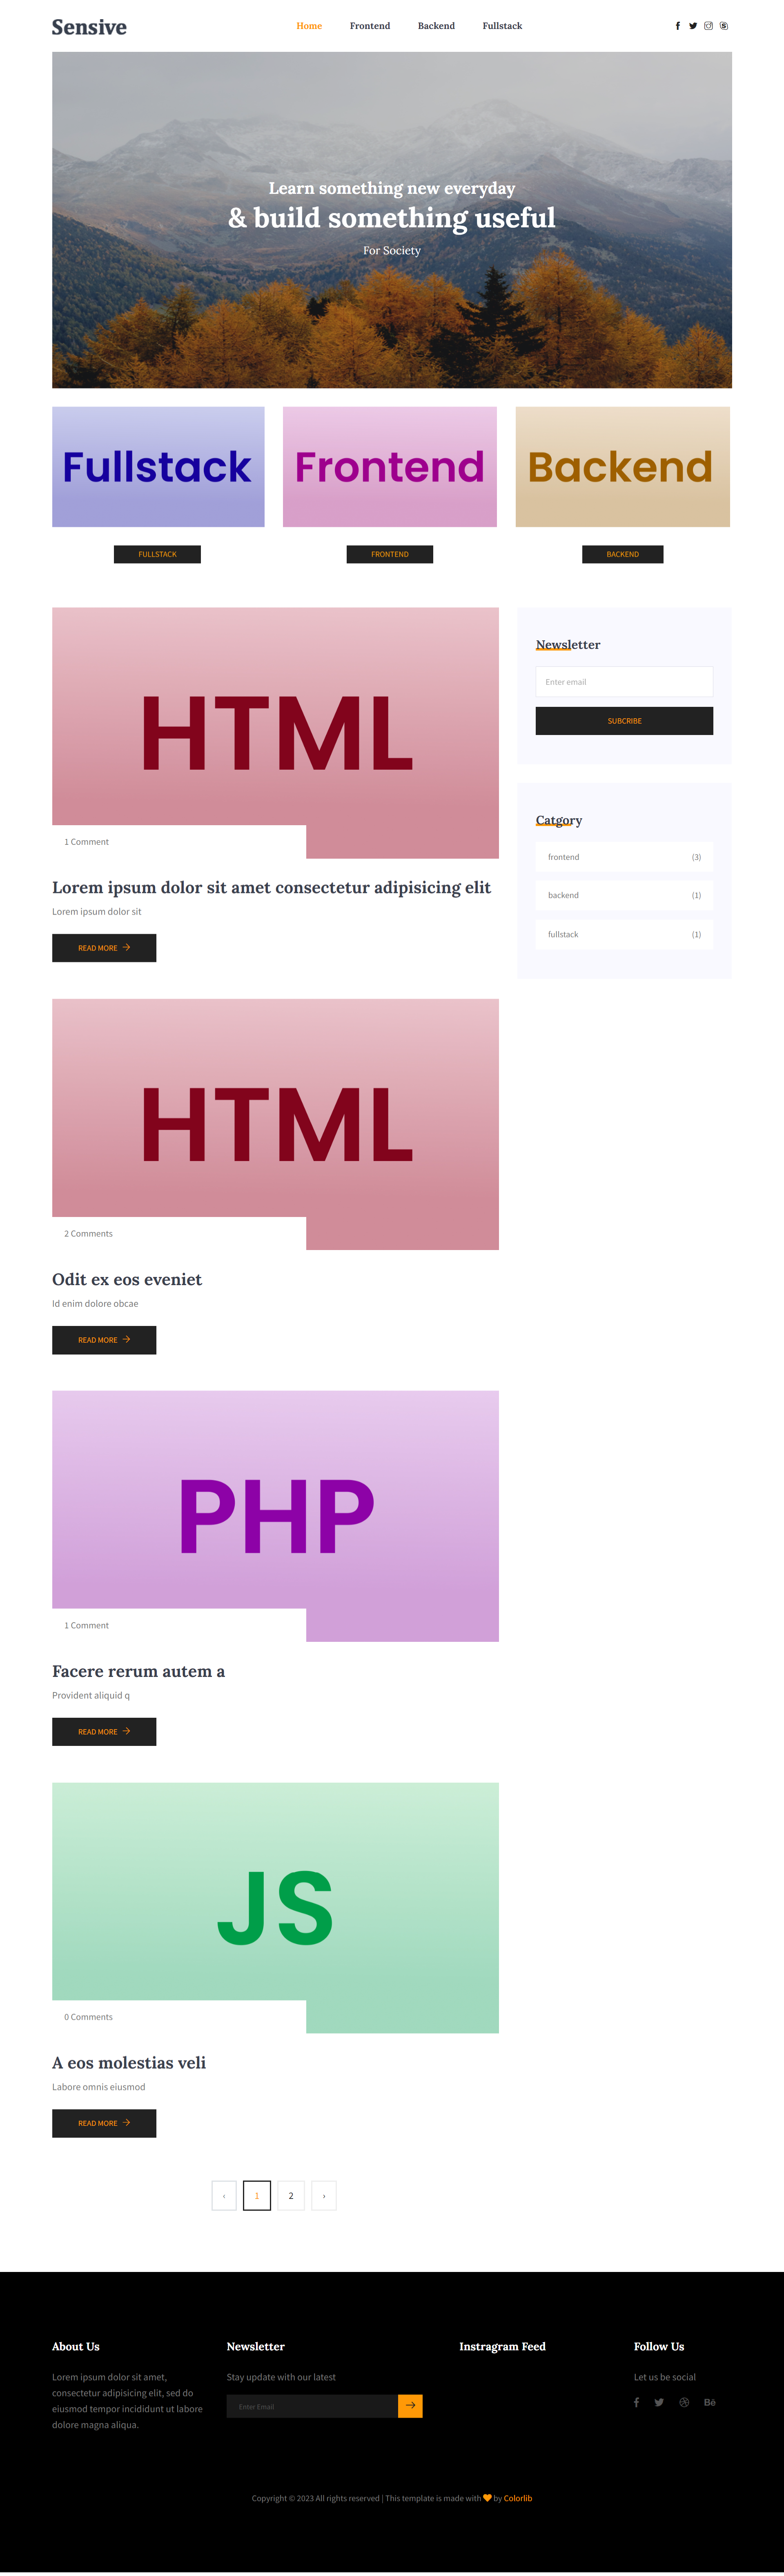 Sensive
Home Frontend Backend Fullstack
Learn something new everyday
& build something useful
For Society
Fullstack Frontend Backend
FULLSTACK FRONTEND BACKEND
HTML
1 Comment
Lorem ipsum dolor sit amet consectetur adipisicing elit
Lorem ipsum dolor sit
READ MORE
Newsletter
Enter email
SUBCRIBE
Catgory
frontend (3)
backend (1)
fullstack (1)
HTML
2 Comments
Odit ex eos eveniet
Id enim dolore obcae
READ MORE
PHP
1 Comment
Facere rerum autem a
Provident aliquid q
READ MORE
JS
0 Comments
A eos molestias veli
Labore omnis eiusmod
READ MORE
‹ 1 2 ›
About Us
Lorem ipsum dolor sit amet,
consectetur adipisicing elit, sed do
eiusmod tempor incididunt ut labore
dolore magna aliqua.
Newsletter
Stay update with our latest
Enter Email
Instragram Feed
Follow Us
Let us be social
Copyright © 2023 All rights reserved | This template is made with by Colorlib